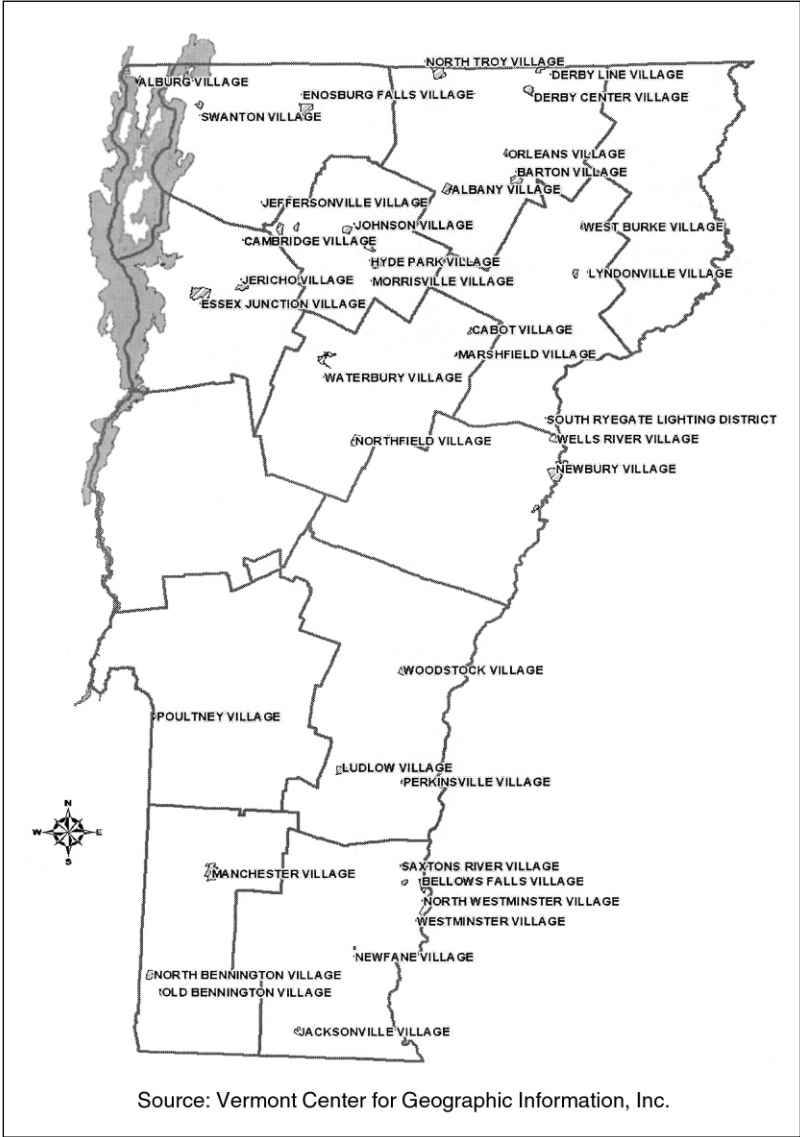 NORTH TROY VILLAGE
DERBY LINE VILLAGE
ALBURG VILLAGE
ENOSBURG FALLS VILLAGE
DERBY CENTER VILLAGE
SWANTON VILLAGE
ORLEANS VILLAGE
BARTON VILLAGE
ALBANY VILLAGE
JEFFERSONVILLE VILLAGE
JOHNSON VILLAGE
WEST BURKE VILLAGE
CAMBRIDGE VILLAGE
HYDE PARK VILLAGE
LYNDONVILLE VILLAGE
JERICHO VILLAGE
MORRISVILLE VILLAGE
ESSEX JUNCTION VILLAGE
CABOT VILLAGE
MARSHFIELD VILLAGE
WATERBURY VILLAGE
SOUTH RYEGATE LIGHTING DISTRICT
NORTHFIELD VILLAGE
WELLS RIVER VILLAGE
NEWBURY VILLAGE
WOODSTOCK VILLAGE
POULTNEY VILLAGE
LUDLOW VILLAGE
PERKINSVILLE VILLAGE
N
W
E
S
SAXTONS RIVER VILLAGE
MANCHESTER VILLAGE
BELLOWS FALLS VILLAGE
NORTH WESTMINSTER VILLAGE
WESTMINSTER VILLAGE
NEWFANE VILLAGE
NORTH BENNINGTON VILLAGE
OLD BENNINGTON VILLAGE
JACKSONVILLE VILLAGE
Source: Vermont Center for Geographic Information, Inc.